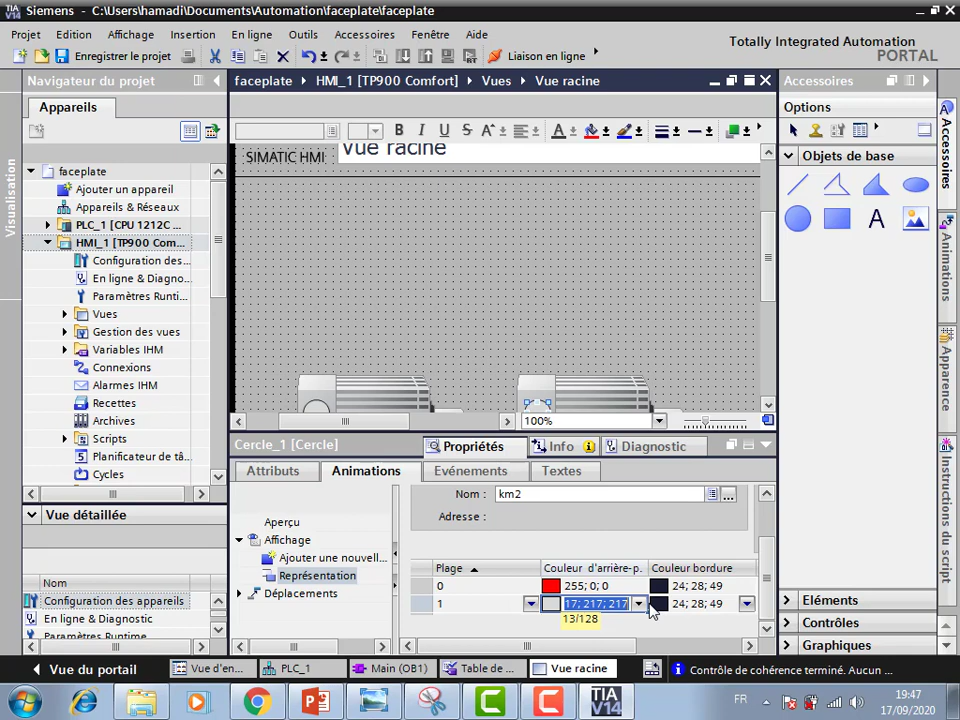 TIA V14
Siemens - C:\Users\hamadi\Documents\Automation\faceplate\faceplate
Projet Edition Affichage Insertion En ligne Outils Accessoires Fenêtre Aide
Enregistrer le projet
Liaison en ligne
Totally Integrated Automation
PORTAL
Navigateur du projet
faceplate HMI_1 [TP900 Comfort] Vues Vue racine
Accessoires
Appareils
Options
Visualisation
B I U S A
Objets de base
A
SIMATIC HMI
Vue racine
faceplate
Ajouter un appareil
Appareils & Réseaux
PLC_1 [CPU 1212C ...
HMI_1 [TP900 Com...
Configuration des...
En ligne & Diagno...
Paramètres Runti...
Vues
Gestion des vues
Variables IHM
Connexions
Alarmes IHM
Recettes
Archives
Scripts
Planificateur de tâ...
Cycles
Accessoires
Animations
Apparence
Instructions du script
100%
Cercle_1 [Cercle]
Propriétés
Info
Diagnostic
Attributs
Animations
Evénements
Textes
Nom : km2
Adresse :
Aperçu
Affichage
Ajouter une nouvell...
Représentation
Déplacements
Plage Couleur d'arrière-p. Couleur bordure
0 255; 0; 0 24; 28; 49
1 17; 217; 217 24; 28; 49
13/128
Vue détaillée
Nom
Configuration des appareils
En ligne & Diagnostic
Paramètres Runtime
Eléments
Contrôles
Graphiques
Vue du portail
Vue d'en...
PLC_1
Main (OB1)
Table de ...
Vue racine
Contrôle de cohérence terminé. Aucun ...
TIA V14
FR
19:47
17/09/2020